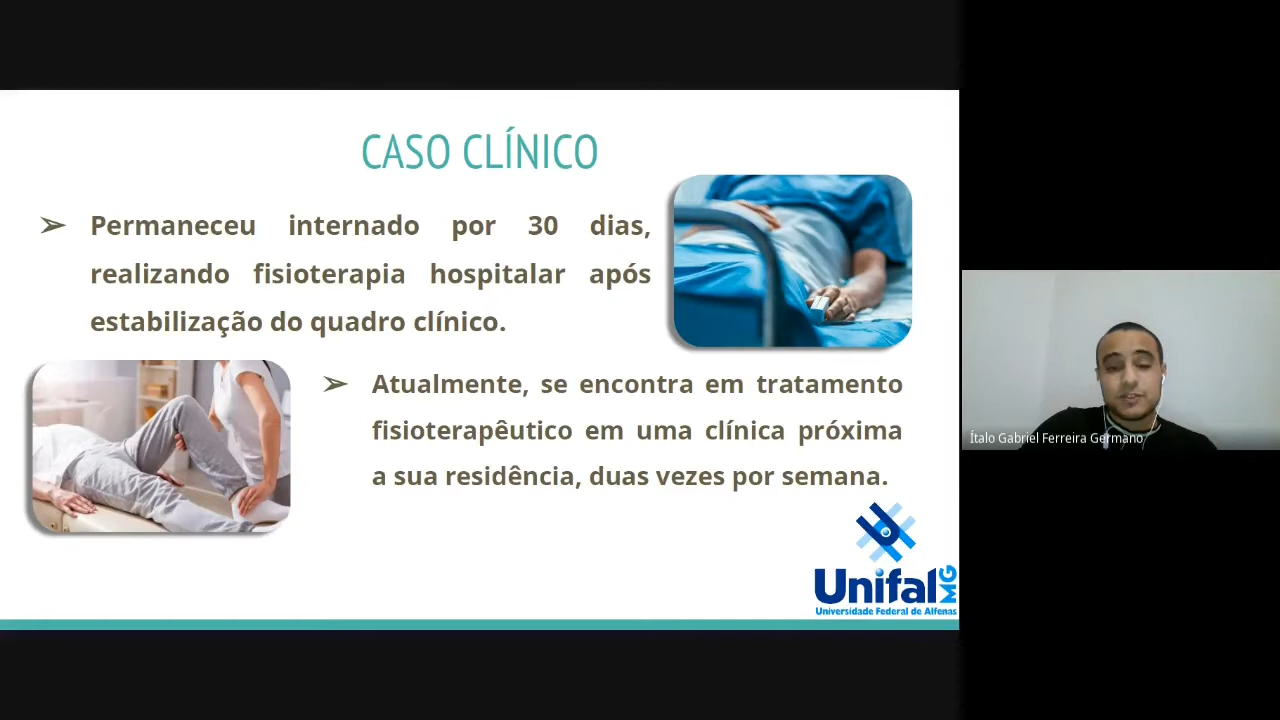 CASO CLÍNICO
➢ Permaneceu internado por 30 dias,
realizando fisioterapia hospitalar após
estabilização do quadro clínico.
➢ Atualmente, se encontra em tratamento
fisioterapêutico em uma clínica próxima
a sua residência, duas vezes por semana.
Unifal MG
Universidade Federal de Alfenas
Ítalo Gabriel Ferreira Germano